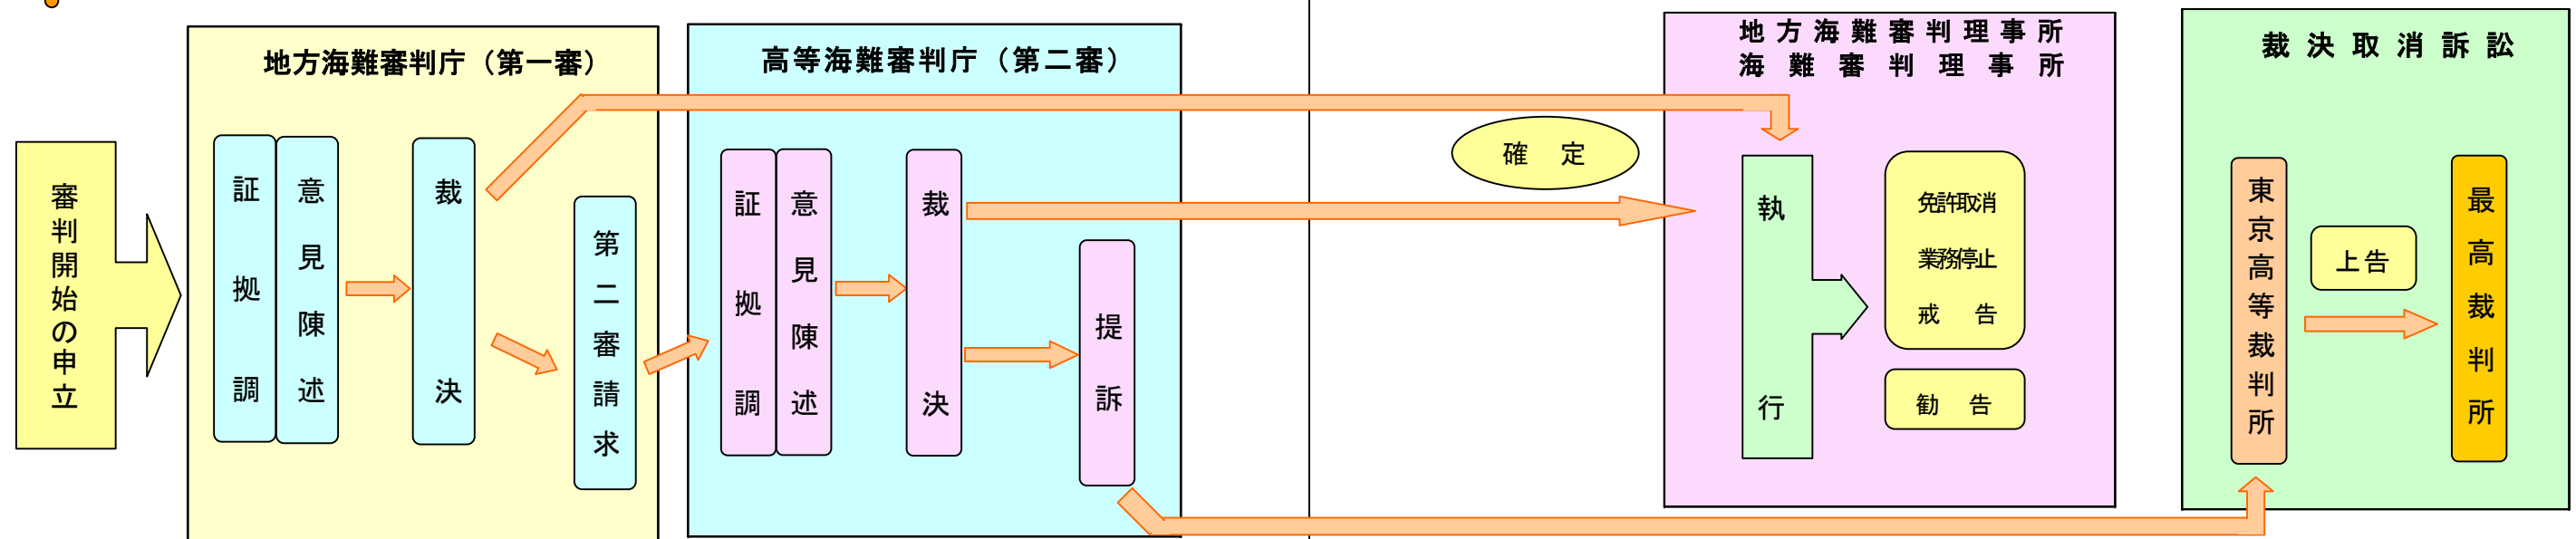 審判開始の申立
地方海難審判庁（第一審）
証拠調
意見陳述
裁決
第二審請求
高等海難審判庁（第二審）
証拠調
意見陳述
裁決
提訴
確 定
地方海難審判理事所
海難審判理事所
執行
免許取消
業務停止
戒 告
勧 告
裁決取消訴訟
東京高等裁判所
上告
最高裁判所